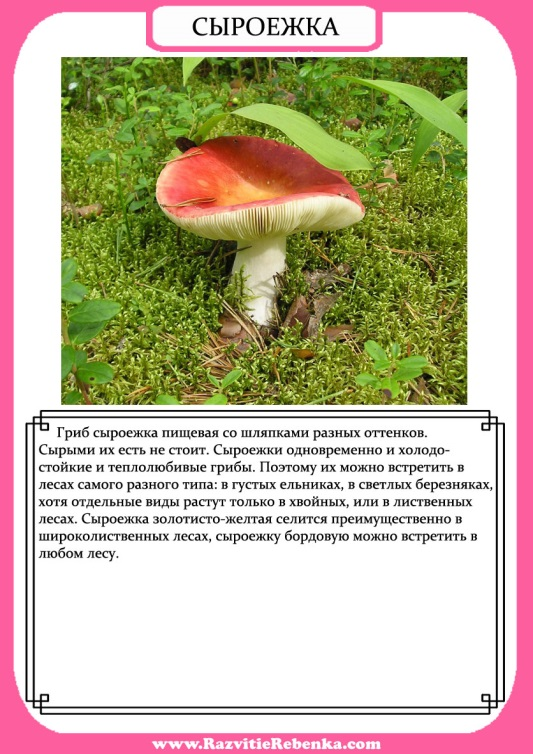 СЫРОЕЖКА
Гриб сыроежка пищевая со шляпками разных оттенков.
Сырыми их есть не стоит. Сыроежки одновременно и холодо-
стойкие и теплолюбивые грибы. Поэтому их можно встретить в
лесах самого разного типа: в густых ельниках, в светлых березняках,
хотя отдельные виды растут только в хвойных, или в лиственных
лесах. Сыроежка золотисто-желтая селится преимущественно в
широколиственных лесах, сыроежку бордовую можно встретить в
любом лесу.
www.RazvitieRebenka.com